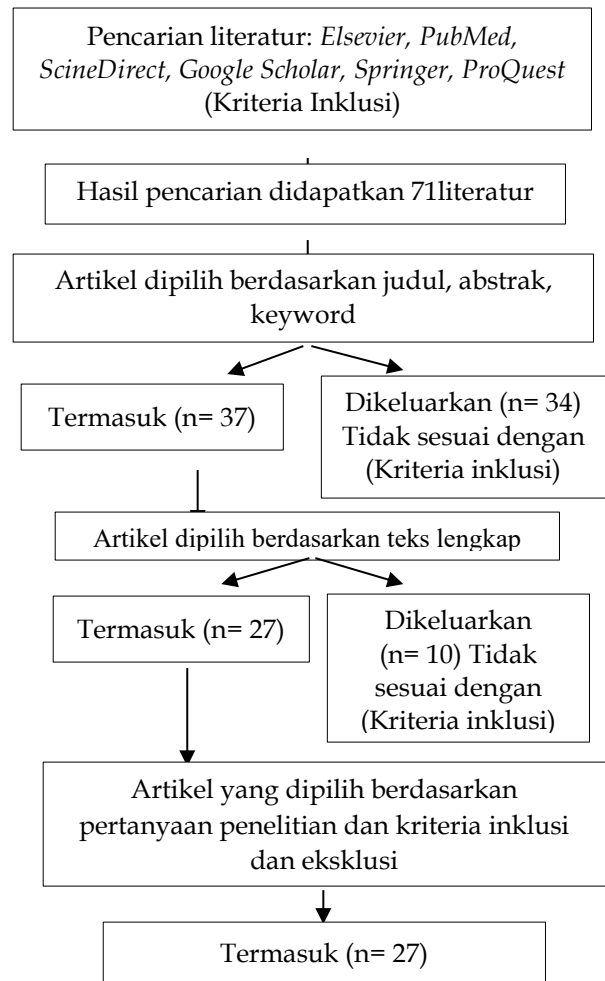 Pencarian literatur: Elsevier, PubMed,
ScineDirect, Google Scholar, Springer, ProQuest
(Kriteria Inklusi)
Hasil pencarian didapatkan 71literatur
Artikel dipilih berdasarkan judul, abstrak,
keyword
Termasuk (n= 37)
Dikeluarkan (n= 34)
Tidak sesuai dengan
(Kriteria inklusi)
Artikel dipilih berdasarkan teks lengkap
Termasuk (n= 27)
Dikeluarkan
(n= 10) Tidak
sesuai dengan
(Kriteria inklusi)
Artikel yang dipilih berdasarkan
pertanyaan penelitian dan kriteria inklusi
dan eksklusi
Termasuk (n= 27)